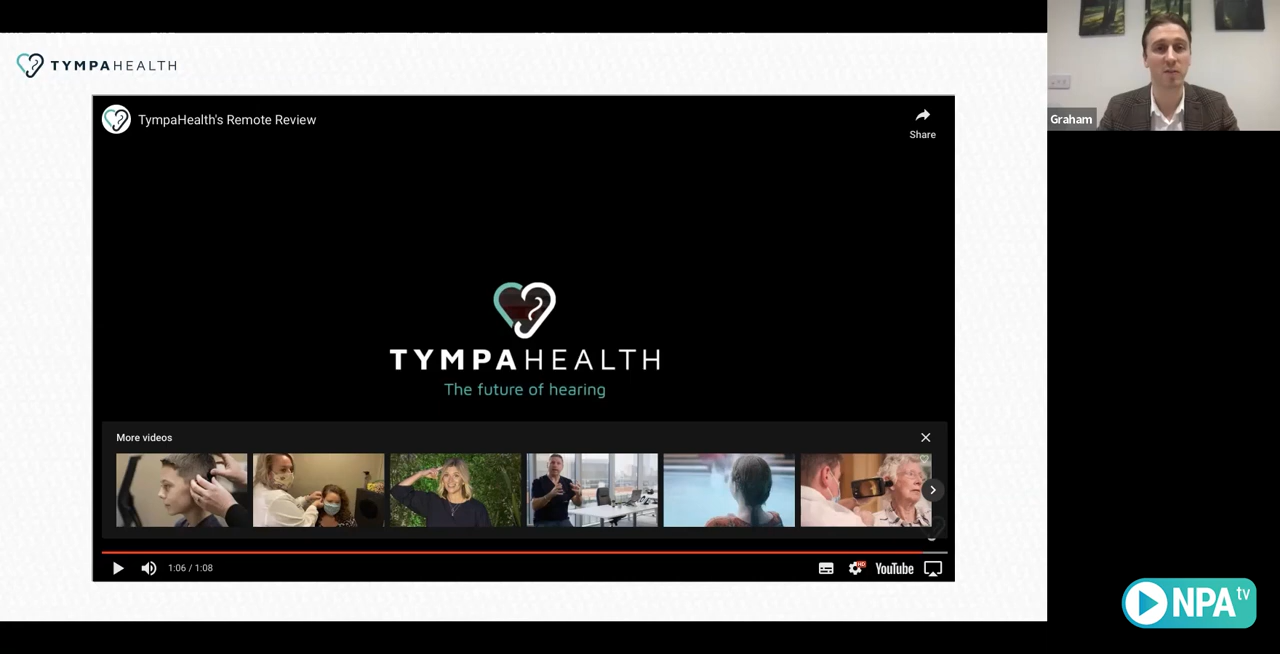 TYMPAHEALTH
TympaHealth's Remote Review
Share
Graham
TYMPAHEALTH
The future of hearing
More videos
1:06 / 1:08
HD
YouTube
NPA tv